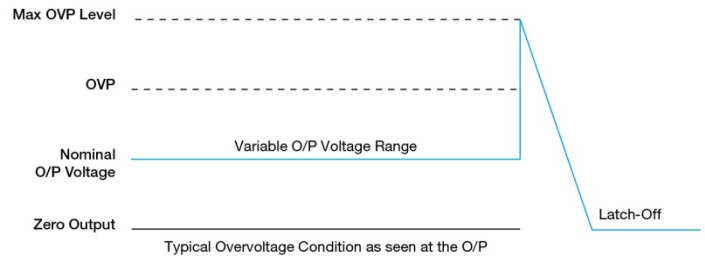 Max OVP Level
OVP
Variable O/P Voltage Range
Nominal
O/P Voltage
Zero Output
Latch-Off
Typical Overvoltage Condition as seen at the O/P